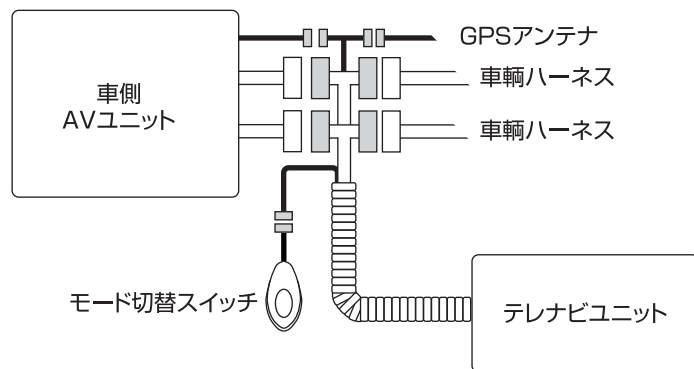 GPSアンテナ
車輌ハーネス
車側
AVユニット
車輌ハーネス
モード切替スイッチ
テレナビユニット